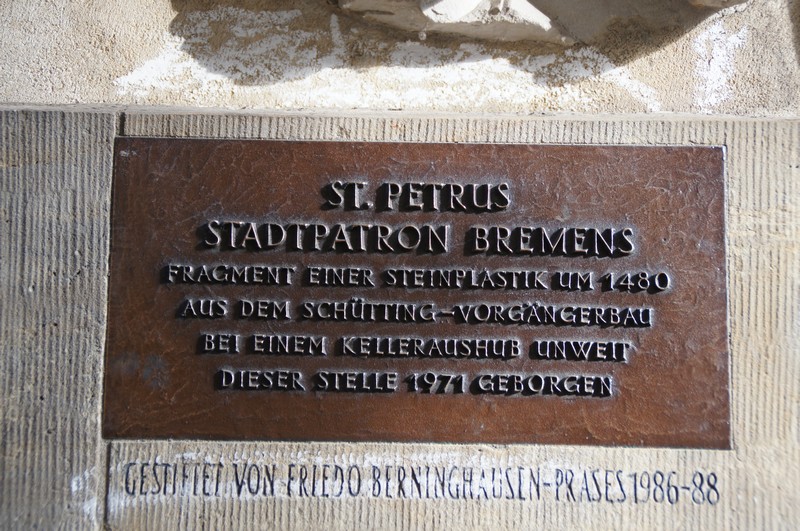 ST. PETRUS
STADTPATRON BREMENS
FRAGMENT EINER STEINPLASTIK UM 1480
AUS DEM SCHÜTTING-VORGÄNGERBAU
BEI EINEM KELLERAUSHUB UNWEIT
DIESER STELLE 1971 GEBORGEN
GESTIFTET VON FRIEDO BERNINGHAUSEN-PRÄSES 1986-88